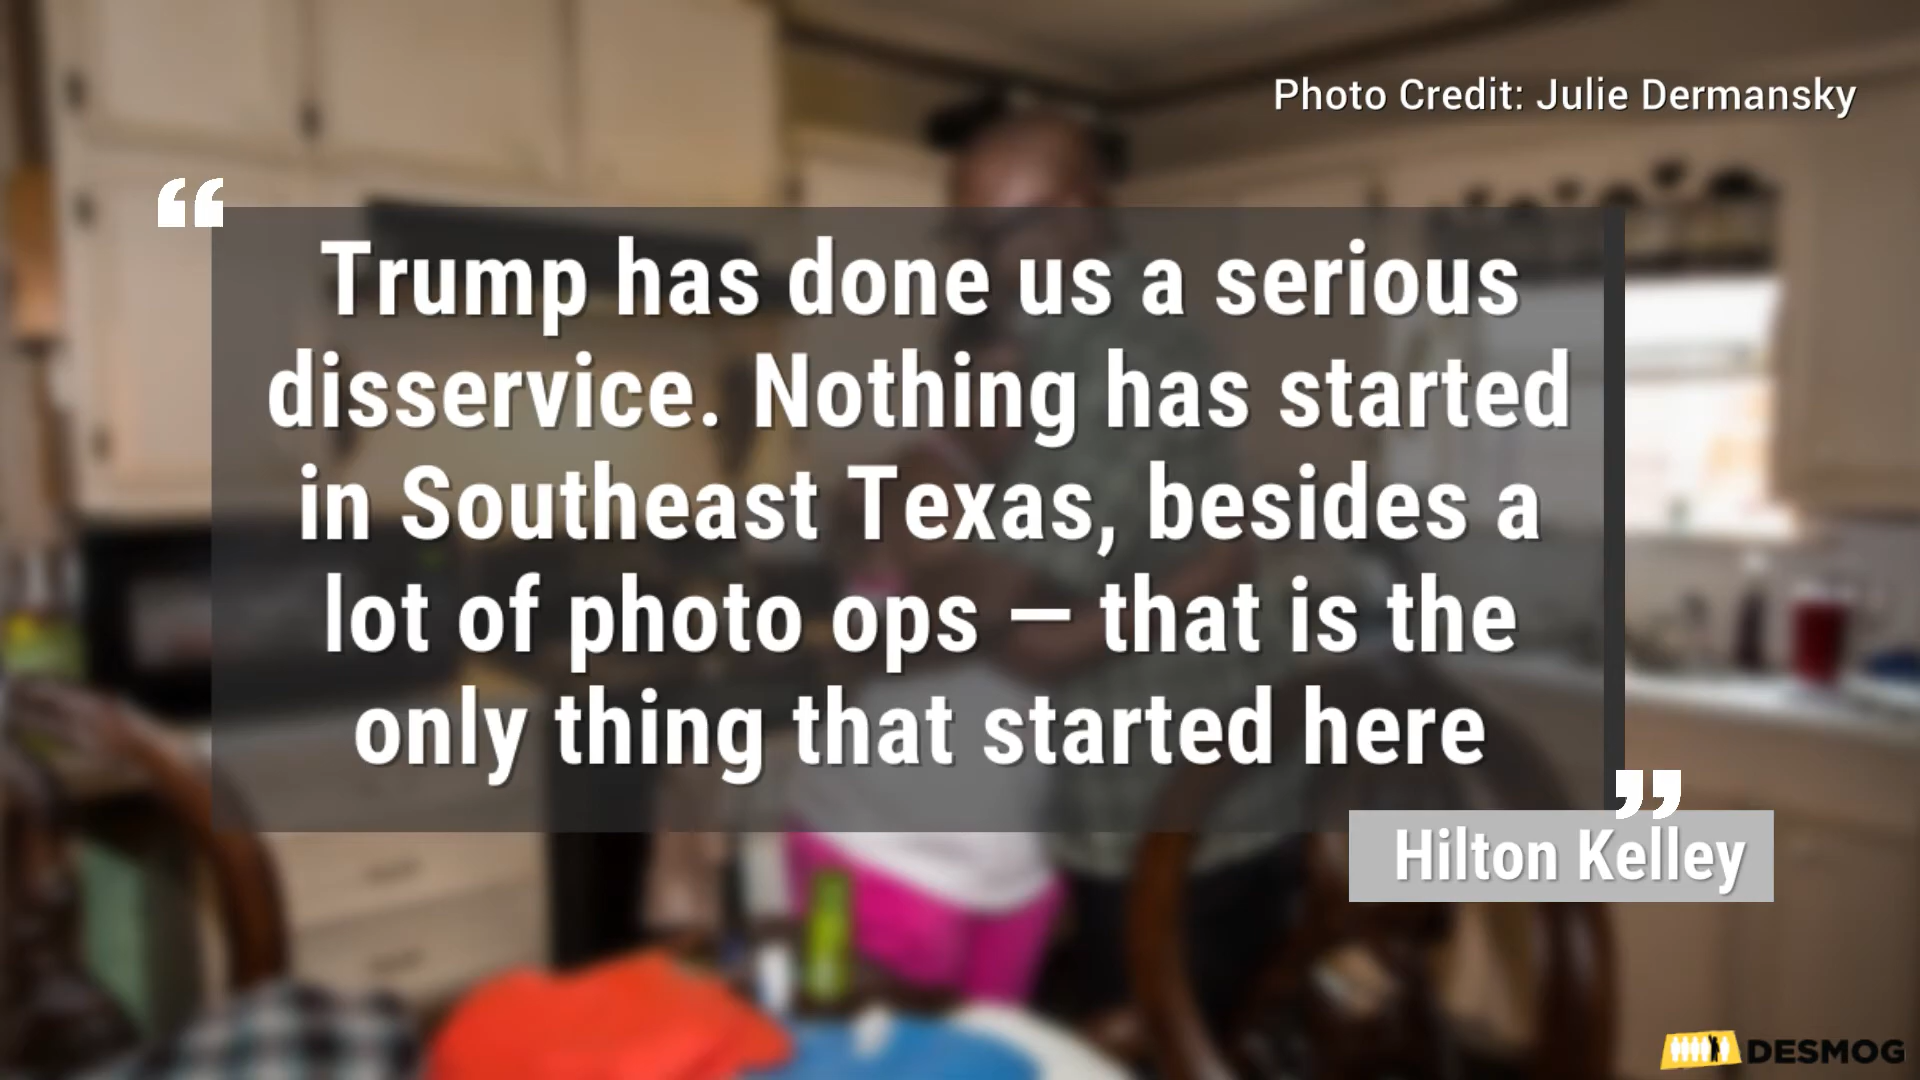 Photo Credit: Julie Dermansky
“
Trump has done us a serious
disservice. Nothing has started
in Southeast Texas, besides a
lot of photo ops — that is the
only thing that started here
”
Hilton Kelley
DESMOG